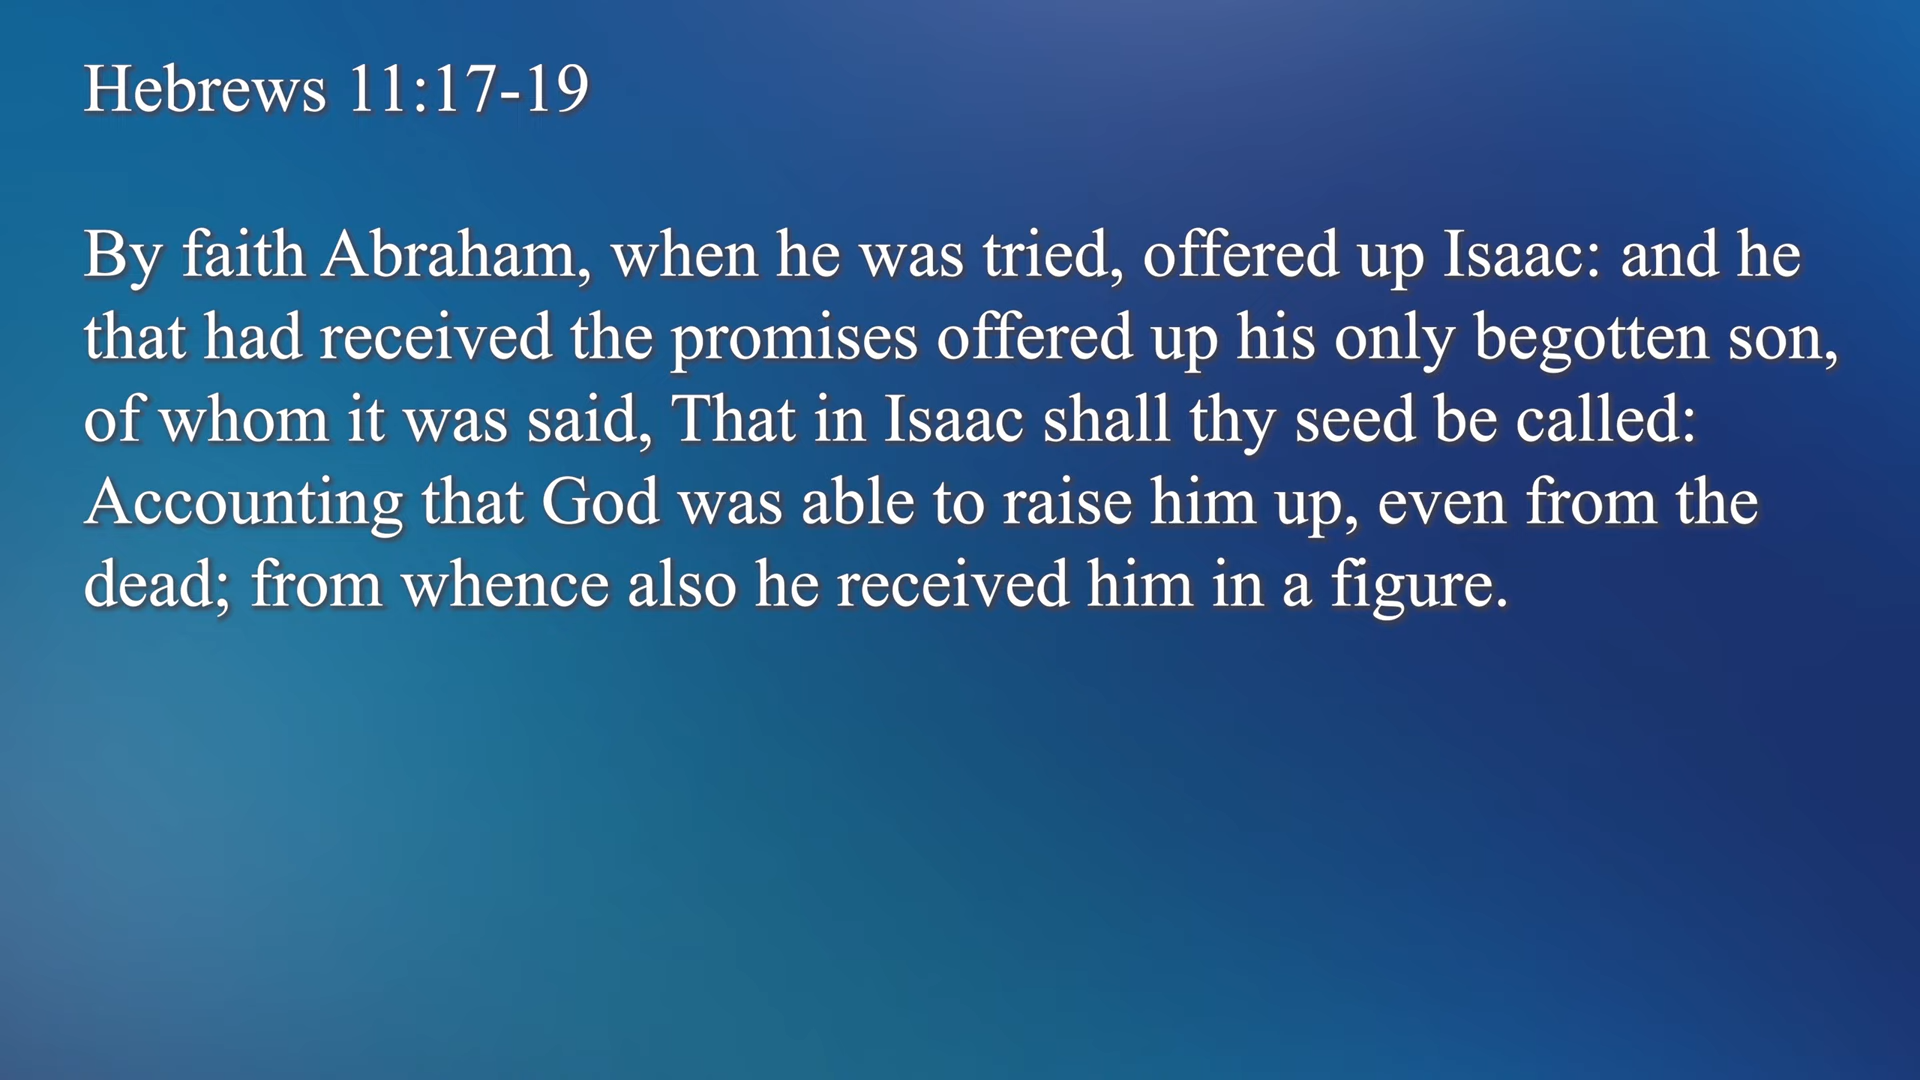 Hebrews 11:17-19
By faith Abraham, when he was tried, offered up Isaac: and he
that had received the promises offered up his only begotten son,
of whom it was said, That in Isaac shall thy seed be called:
Accounting that God was able to raise him up, even from the
dead; from whence also he received him in a figure.